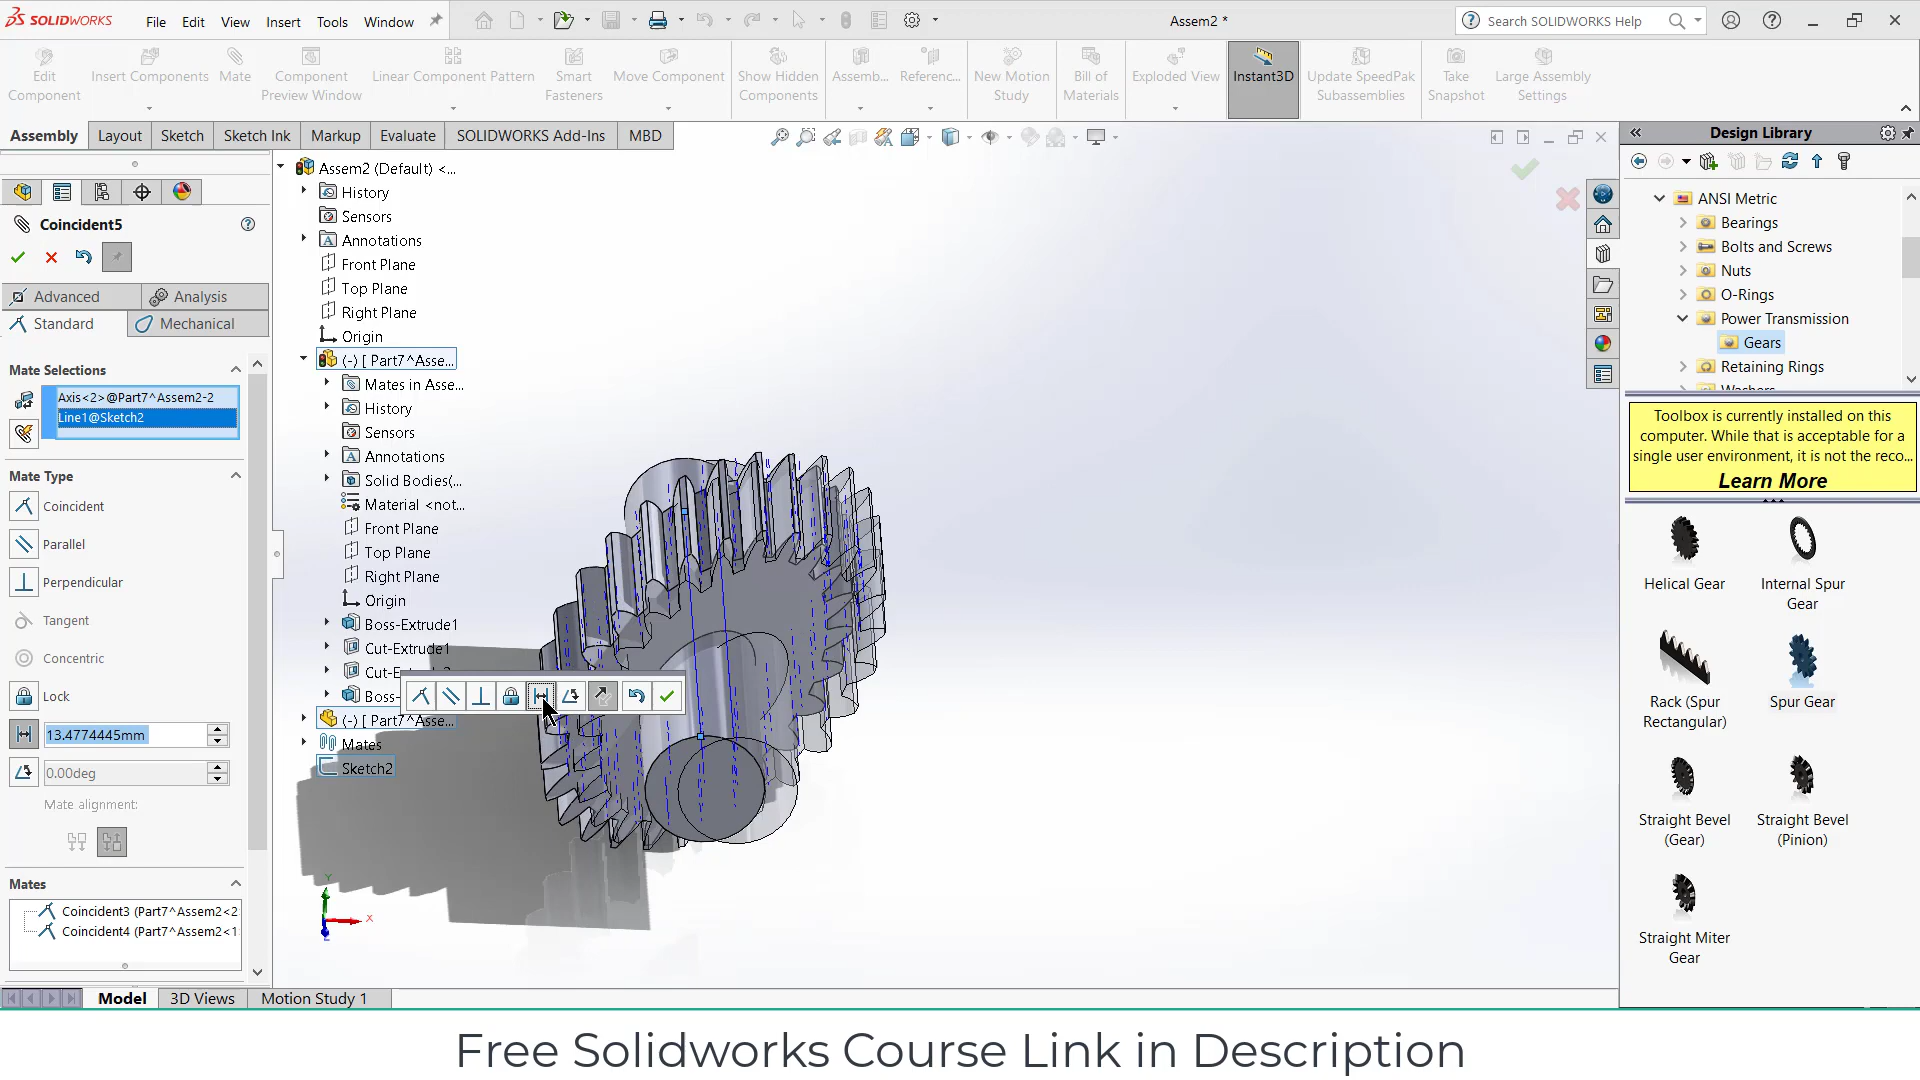 SOLIDWORKS File Edit View Insert Tools Window Assem2 * Search SOLIDWORKS Help
Edit Component
Insert Components
Mate
Component Preview Window
Linear Component Pattern
Smart Fasteners
Move Component
Show Hidden Components
Assemb...
Referenc...
New Motion Study
Bill of Materials
Exploded View
Instant3D
Update SpeedPak Subassemblies
Take Snapshot
Large Assembly Settings
Assembly Layout Sketch Sketch Ink Markup Evaluate SOLIDWORKS Add-Ins MBD
Coincident5
Advanced Analysis
Standard Mechanical
Mate Selections
Axis<2>@Part7^Assem2-2
Line1@Sketch2
Mate Type
Coincident
Parallel
Perpendicular
Tangent
Concentric
Lock
13.4774445mm
0.00deg
Mate alignment:
Mates
Coincident3 (Part7^Assem2<2
Coincident4 (Part7^Assem2<1
Assem2 (Default) <...
History
Sensors
Annotations
Front Plane
Top Plane
Right Plane
Origin
(-) [ Part7^Asse...
Mates in Asse...
History
Sensors
Annotations
Solid Bodies(...
Material <not...
Front Plane
Top Plane
Right Plane
Origin
Boss-Extrude1
Cut-Extrude1
Boss-
(-) [ Part7^Asse...
Mates
Sketch2
Y
X
Design Library
ANSI Metric
Bearings
Bolts and Screws
Nuts
O-Rings
Power Transmission
Gears
Retaining Rings
Washers
Toolbox is currently installed on this
computer. While that is acceptable for a
single user environment, it is not the reco...
Learn More
Helical Gear
Internal Spur Gear
Rack (Spur Rectangular)
Spur Gear
Straight Bevel (Gear)
Straight Bevel (Pinion)
Straight Miter Gear
Model 3D Views Motion Study 1
Free Solidworks Course Link in Description